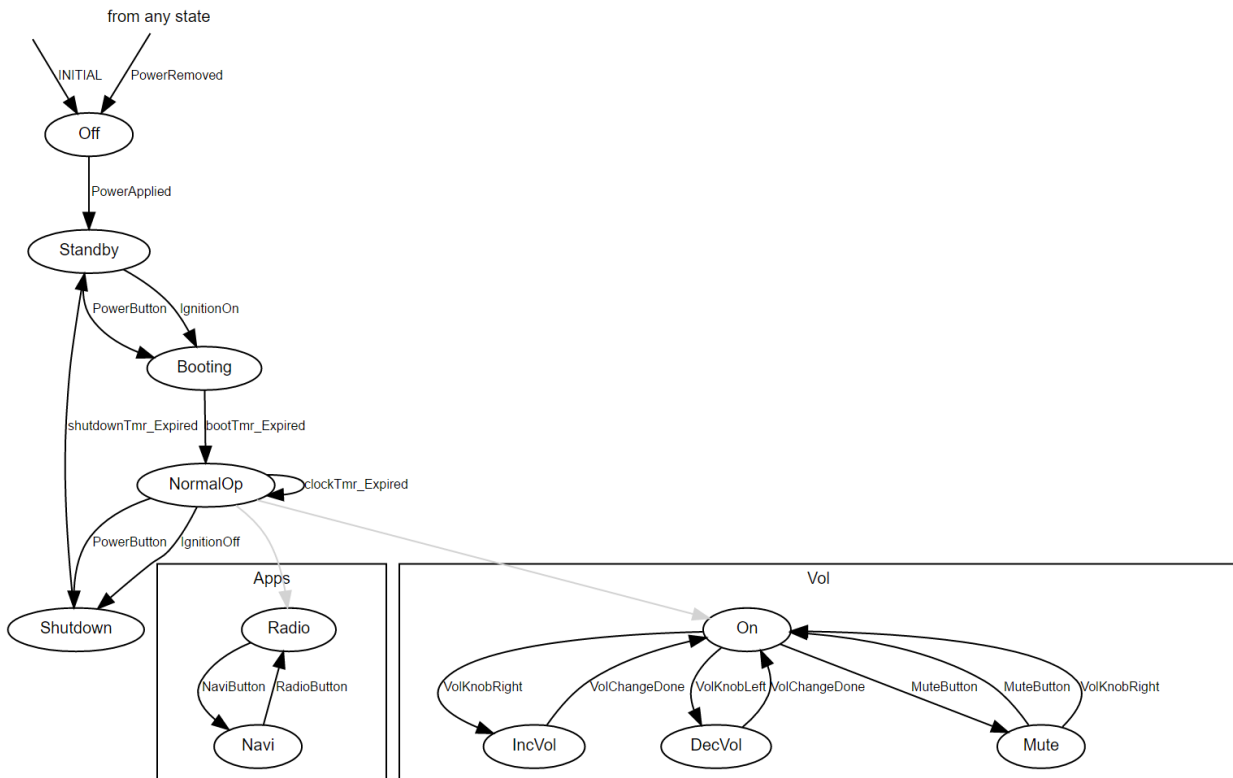 from any state
INITIAL
PowerRemoved
Off
PowerApplied
Standby
PowerButton
IgnitionOn
Booting
shutdownTmr_Expired
bootTmr_Expired
NormalOp
clockTmr_Expired
PowerButton
IgnitionOff
Apps
Vol
Shutdown
Radio
On
NaviButton
RadioButton
VolKnobRight
VolChangeDone
VolKnobLeft
VolChangeDone
MuteButton
MuteButton
VolKnobRight
Navi
IncVol
DecVol
Mute